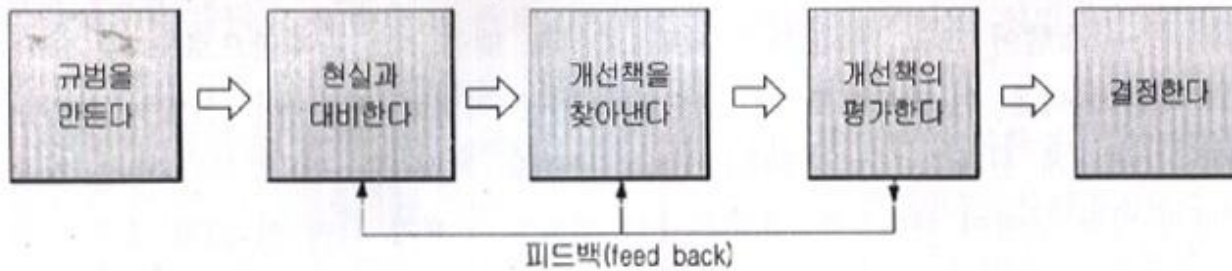 규범을
만든다
현실과
대비한다
개선책을
찾아낸다
개선책의
평가한다
결정한다
피드백(feed back)